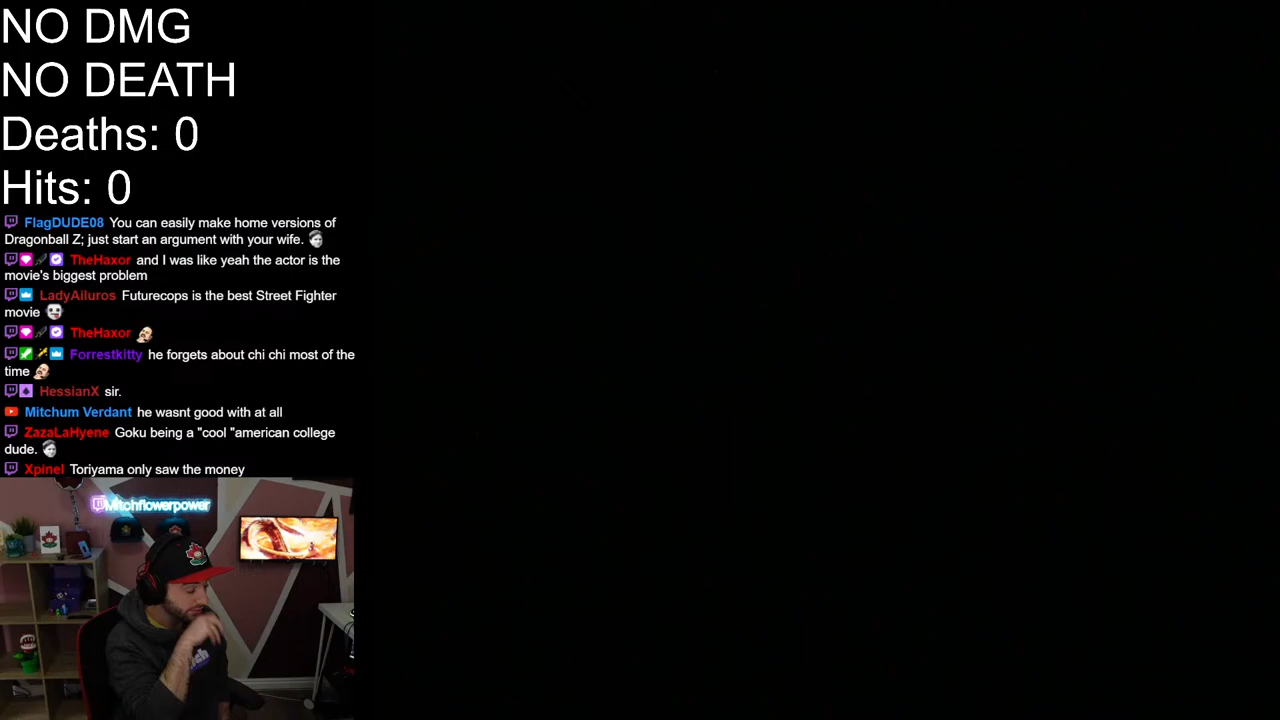 NO DMG
NO DEATH
Deaths: 0
Hits: 0
FlagDUDE08 You can easily make home versions of
Dragonball Z; just start an argument with your wife.
TheHaxor and I was like yeah the actor is the
movie's biggest problem
LadyAiluros Futurecops is the best Street Fighter
movie
TheHaxor
Forrestkitty he forgets about chi chi most of the
time
HessianX sir.
Mitchum Verdant he wasnt good with at all
ZazaLaHyene Goku being a "cool "american college
dude.
Xpinel Toriyama only saw the money
Mitchflowerpower